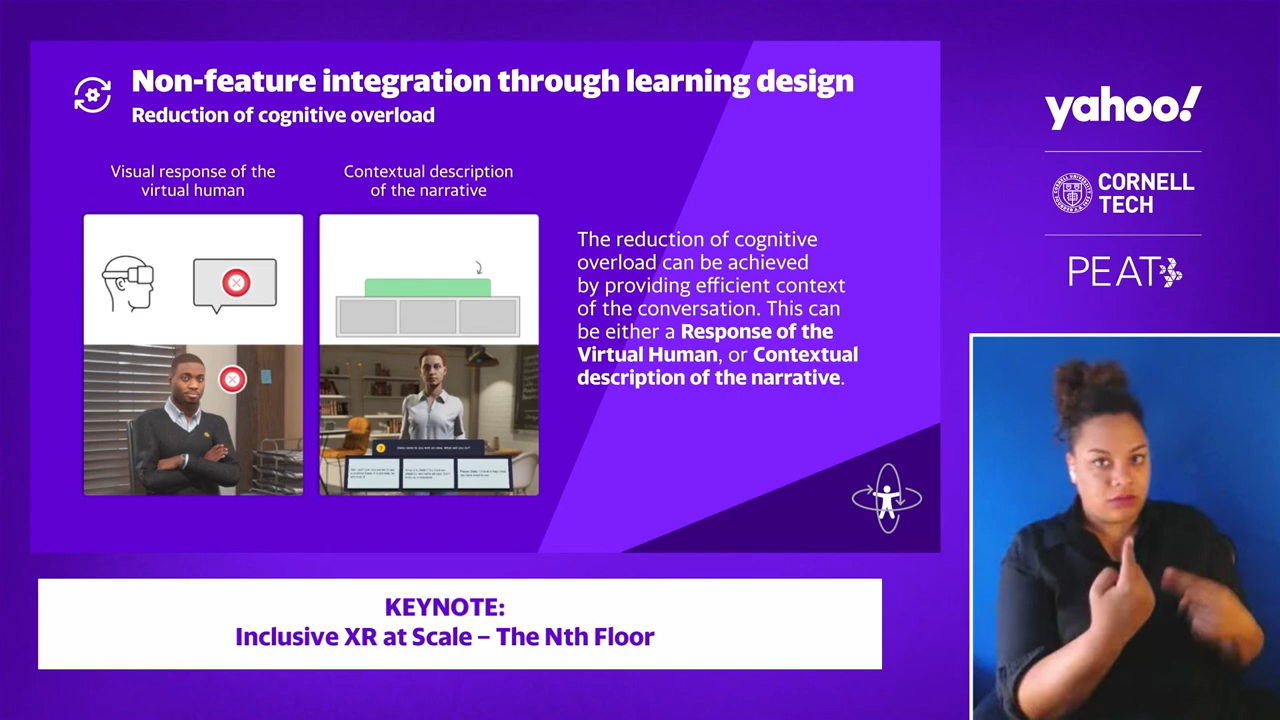 Non-feature integration through learning design
Reduction of cognitive overload
Visual response of the
virtual human
Contextual description
of the narrative
The reduction of cognitive
overload can be achieved
by providing efficient context
of the conversation. This can
be either a Response of the
Virtual Human, or Contextual
description of the narrative.
KEYNOTE:
Inclusive XR at Scale – The Nth Floor
yahoo!
CORNELL
TECH
PEAT